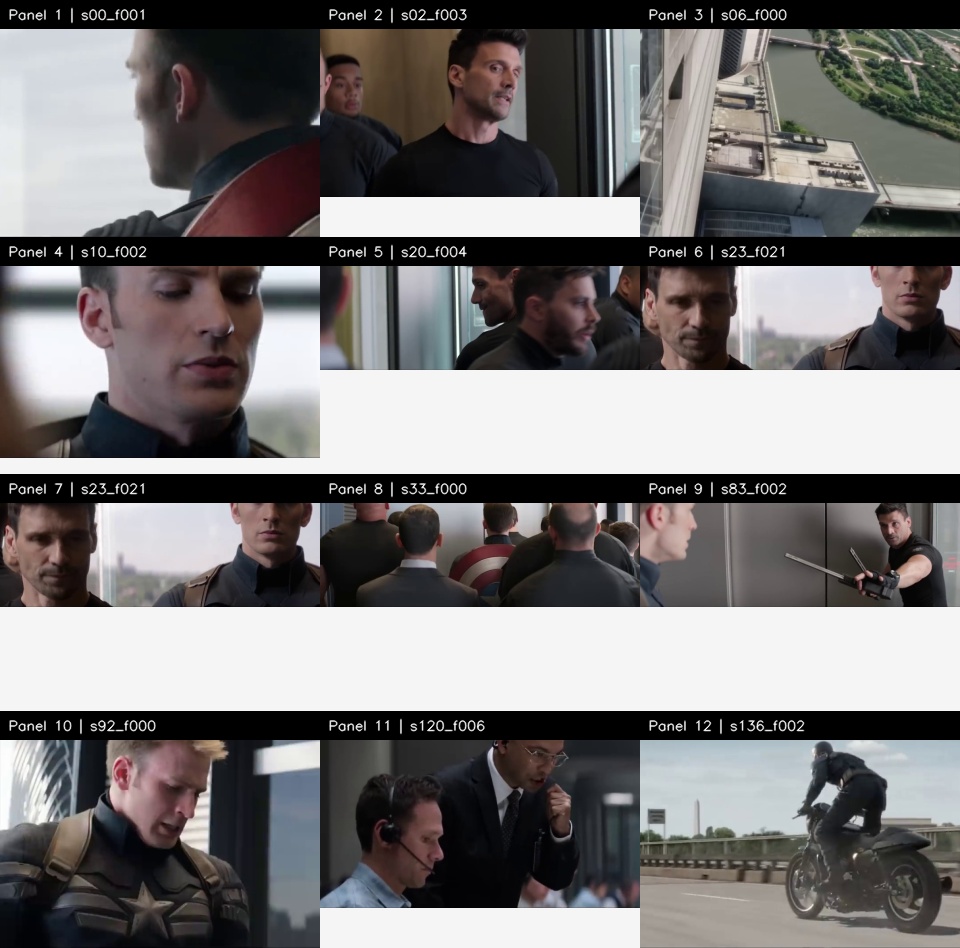 Panel 1 | s00_f001
Panel 2 | s02_f003
Panel 3 | s06_f000
Panel 4 | s10_f002
Panel 5 | s20_f004
Panel 6 | s23_f021
Panel 7 | s23_f021
Panel 8 | s33_f000
Panel 9 | s83_f002
Panel 10 | s92_f000
Panel 11 | s120_f006
Panel 12 | s136_f002